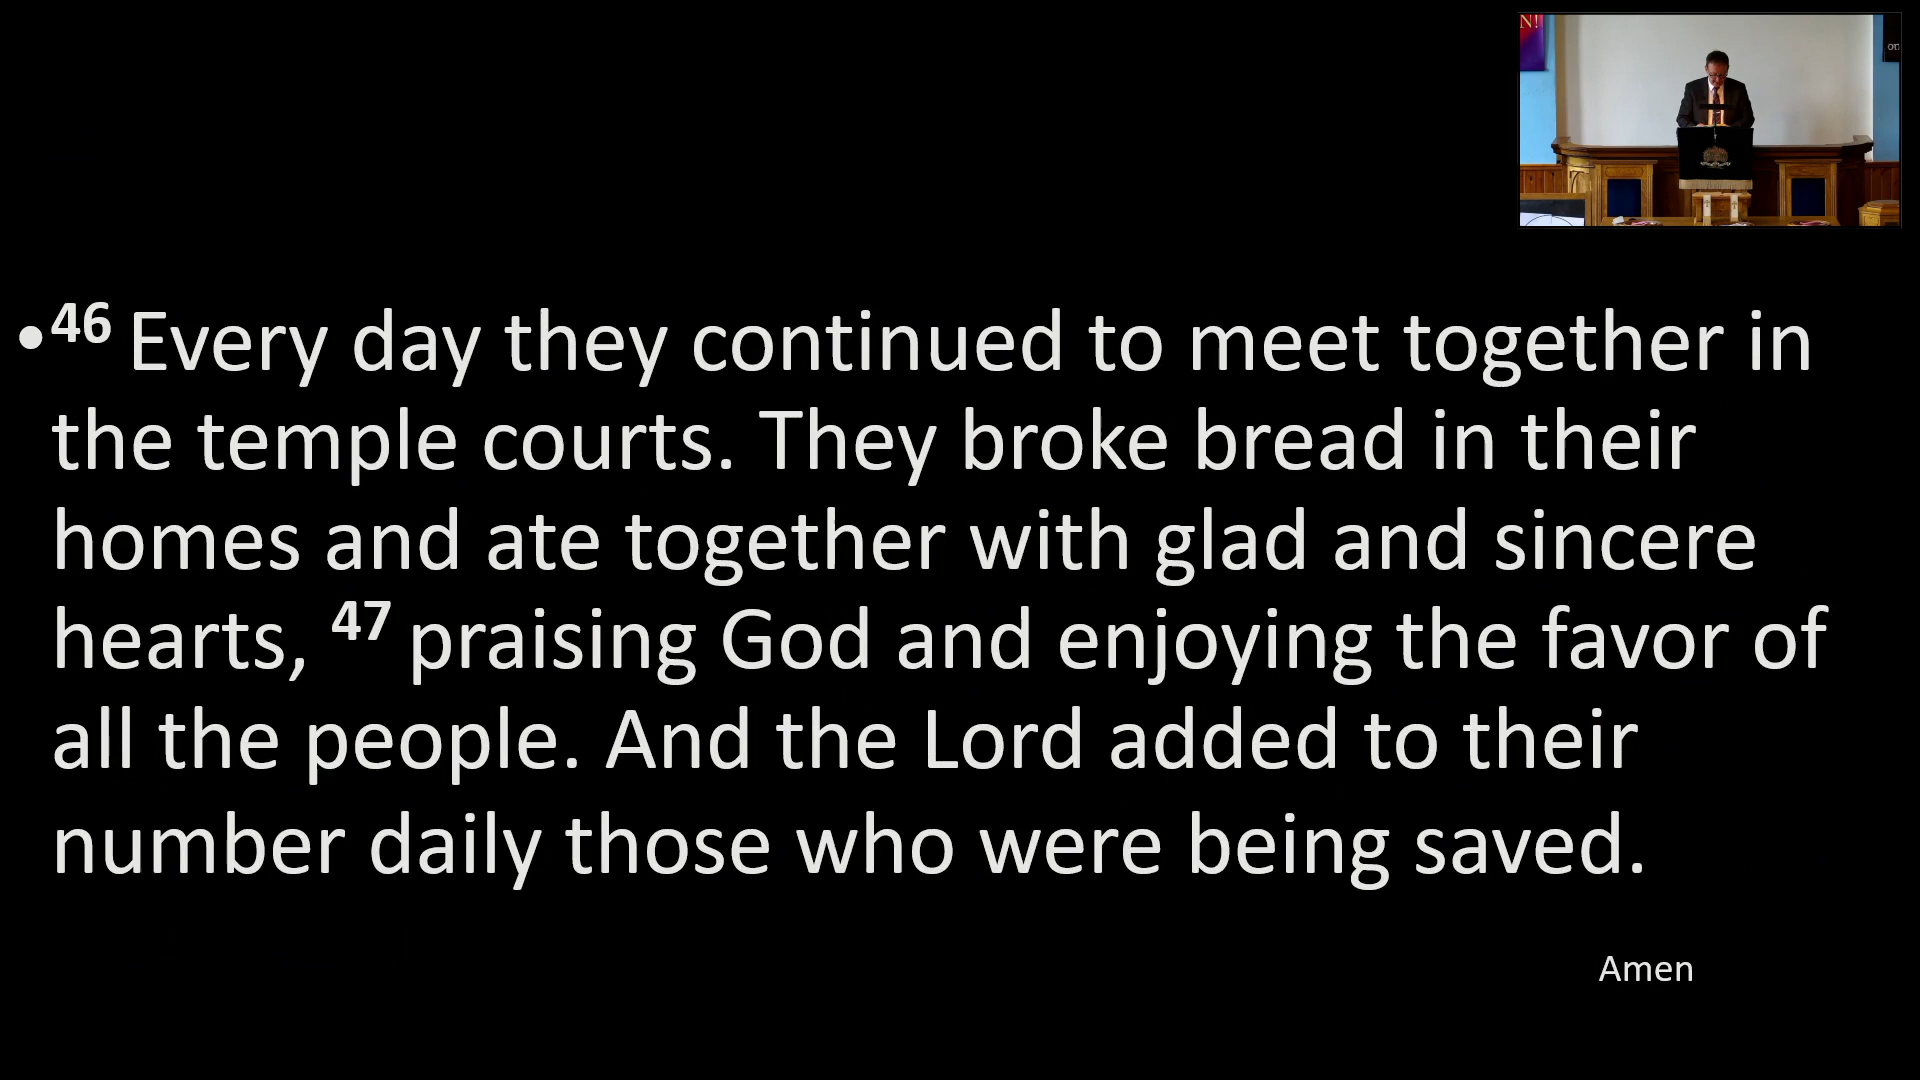 N!
on
•46 Every day they continued to meet together in
the temple courts. They broke bread in their
homes and ate together with glad and sincere
hearts, 47 praising God and enjoying the favor of
all the people. And the Lord added to their
number daily those who were being saved.
Amen